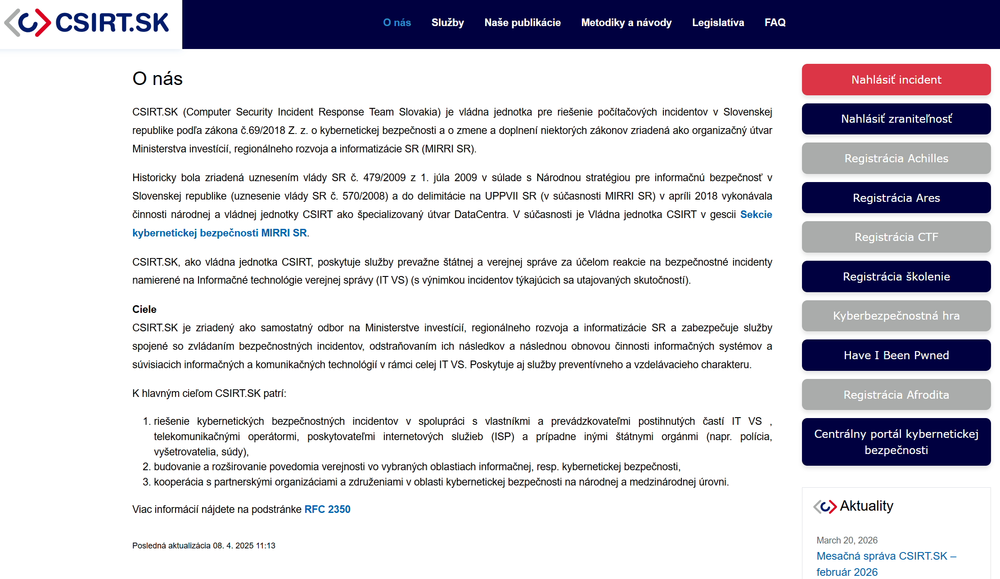 CSIRT.SK
O nás
Služby
Naše publikácie
Metodiky a návody
Legislatíva
FAQ
O nás
CSIRT.SK (Computer Security Incident Response Team Slovakia) je vládna jednotka pre riešenie počítačových incidentov v Slovenskej
republike podľa zákona č.69/2018 Z. z. o kybernetickej bezpečnosti a o zmene a doplnení niektorých zákonov zriadená ako organizačný útvar
Ministerstva investícií, regionálneho rozvoja a informatizácie SR (MIRRI SR).
Historicky bola zriadená uznesením vlády SR č. 479/2009 z 1. júla 2009 v súlade s Národnou stratégiou pre informačnú bezpečnosť v
Slovenskej republike (uznesenie vlády SR č. 570/2008) a do delimitácie na UPPVII SR (v súčasnosti MIRRI SR) v apríli 2018 vykonávala
činnosti národnej a vládnej jednotky CSIRT ako špecializovaný útvar DataCentra. V súčasnosti je Vládna jednotka CSIRT v gescii Sekcie
kybernetickej bezpečnosti MIRRI SR.
CSIRT.SK, ako vládna jednotka CSIRT, poskytuje služby prevažne štátnej a verejnej správe za účelom reakcie na bezpečnostné incidenty
namierené na Informačné technológie verejnej správy (IT VS) (s výnimkou incidentov týkajúcich sa utajovaných skutočností).
Ciele
CSIRT.SK je zriadený ako samostatný odbor na Ministerstve investícií, regionálneho rozvoja a informatizácie SR a zabezpečuje služby
spojené so zvládaním bezpečnostných incidentov, odstraňovaním ich následkov a následnou obnovou činnosti informačných systémov a
súvisiacich informačných a komunikačných technológií v rámci celej IT VS. Poskytuje aj služby preventívneho a vzdelávacieho charakteru.
K hlavným cieľom CSIRT.SK patrí:
1. riešenie kybernetických bezpečnostných incidentov v spolupráci s vlastníkmi a prevádzkovateľmi postihnutých častí IT VS ,
telekomunikačnými operátormi, poskytovateľmi internetových služieb (ISP) a prípadne inými štátnymi orgánmi (napr. polícia,
vyšetrovatelia, súdy),
2. budovanie a rozširovanie povedomia verejnosti vo vybraných oblastiach informačnej, resp. kybernetickej bezpečnosti,
3. kooperácia s partnerskými organizáciami a združeniami v oblasti kybernetickej bezpečnosti na národnej a medzinárodnej úrovni.
Viac informácií nájdete na podstránke RFC 2350
Posledná aktualizácia 08. 4. 2025 11:13
Nahlásiť incident
Nahlásiť zraniteľnosť
Registrácia Achilles
Registrácia Ares
Registrácia CTF
Registrácia školenie
Kyberbezpečnostná hra
Have I Been Pwned
Registrácia Afrodita
Centrálny portál kybernetickej
bezpečnosti
Aktuality
March 20, 2026
Mesačná správa CSIRT.SK –
február 2026